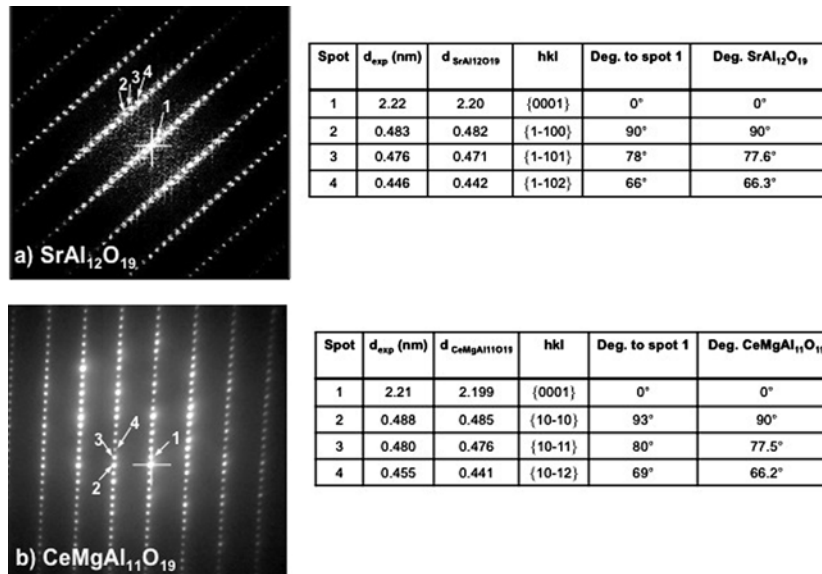 2 3 4
1
a) SrAl₁₂O₁₉
Spot d_exp (nm) d SrAl12O19 hkl Deg. to spot 1 Deg. SrAl₁₂O₁₉
1 2.22 2.20 {0001} 0° 0°
2 0.483 0.482 {1-100} 90° 90°
3 0.476 0.471 {1-101} 78° 77.6°
4 0.446 0.442 {1-102} 66° 66.3°
4
3 1
2
b) CeMgAl₁₁O₁₉
Spot d_exp (nm) d CeMgAl11O19 hkl Deg. to spot 1 Deg. CeMgAl₁₁O₁₉
1 2.21 2.199 {0001} 0° 0°
2 0.488 0.485 {10-10} 93° 90°
3 0.480 0.476 {10-11} 80° 77.5°
4 0.455 0.441 {10-12} 69° 66.2°